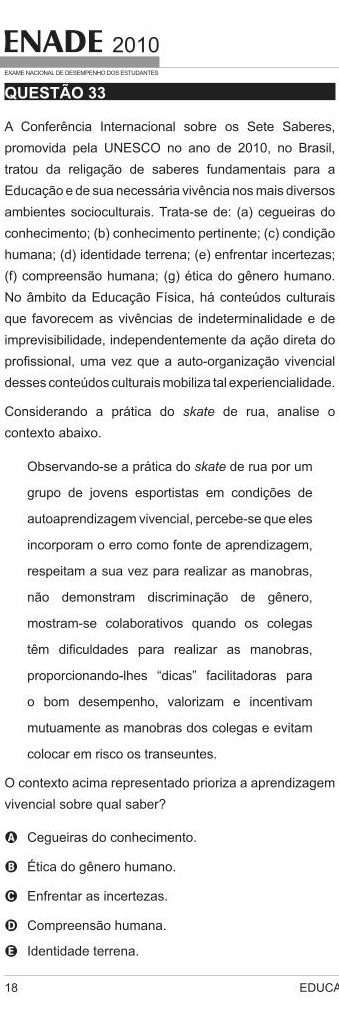 ENADE 2010
EXAME NACIONAL DE DESEMPENHO DOS ESTUDANTES
QUESTÃO 33
A Conferência Internacional sobre os Sete Saberes,
promovida pela UNESCO no ano de 2010, no Brasil,
tratou da religação de saberes fundamentais para a
Educação e de sua necessária vivência nos mais diversos
ambientes socioculturais. Trata-se de: (a) cegueiras do
conhecimento; (b) conhecimento pertinente; (c) condição
humana; (d) identidade terrena; (e) enfrentar incertezas;
(f) compreensão humana; (g) ética do gênero humano.
No âmbito da Educação Física, há conteúdos culturais
que favorecem as vivências de indeterminalidade e de
imprevisibilidade, independentemente da ação direta do
profissional, uma vez que a auto-organização vivencial
desses conteúdos culturais mobiliza tal experiencialidade.
Considerando a prática do skate de rua, analise o
contexto abaixo.
Observando-se a prática do skate de rua por um
grupo de jovens esportistas em condições de
autoaprendizagem vivencial, percebe-se que eles
incorporam o erro como fonte de aprendizagem,
respeitam a sua vez para realizar as manobras,
não demonstram discriminação de gênero,
mostram-se colaborativos quando os colegas
têm dificuldades para realizar as manobras,
proporcionando-lhes “dicas” facilitadoras para
o bom desempenho, valorizam e incentivam
mutuamente as manobras dos colegas e evitam
colocar em risco os transeuntes.
O contexto acima representado prioriza a aprendizagem
vivencial sobre qual saber?
A Cegueiras do conhecimento.
B Ética do gênero humano.
C Enfrentar as incertezas.
D Compreensão humana.
E Identidade terrena.
18 EDUCA